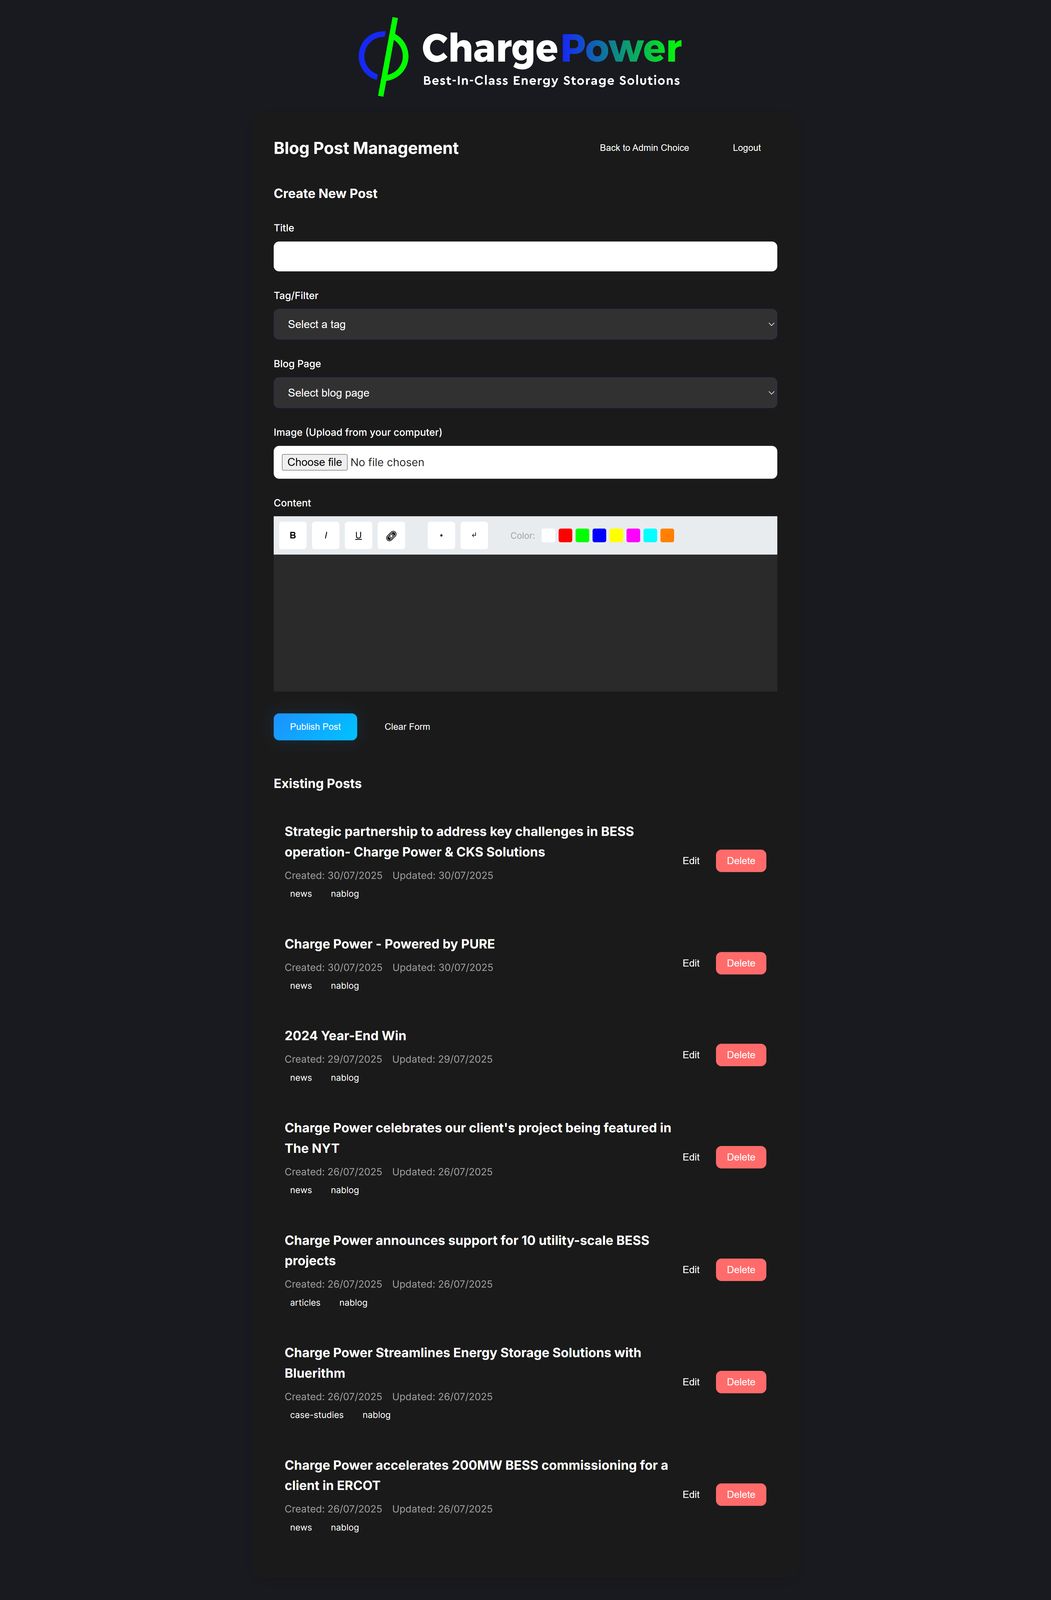 ChargePower
Best-In-Class Energy Storage Solutions
Blog Post Management
Back to Admin Choice
Logout
Create New Post
Title
Tag/Filter
Select a tag
Blog Page
Select blog page
Image (Upload from your computer)
Choose file No file chosen
Content
B I U • ↵ Color:
Publish Post
Clear Form
Existing Posts
Strategic partnership to address key challenges in BESS
operation- Charge Power & CKS Solutions
Created: 30/07/2025 Updated: 30/07/2025
news nablog
Edit Delete
Charge Power - Powered by PURE
Created: 30/07/2025 Updated: 30/07/2025
news nablog
Edit Delete
2024 Year-End Win
Created: 29/07/2025 Updated: 29/07/2025
news nablog
Edit Delete
Charge Power celebrates our client's project being featured in
The NYT
Created: 26/07/2025 Updated: 26/07/2025
news nablog
Edit Delete
Charge Power announces support for 10 utility-scale BESS
projects
Created: 26/07/2025 Updated: 26/07/2025
articles nablog
Edit Delete
Charge Power Streamlines Energy Storage Solutions with
Bluerithm
Created: 26/07/2025 Updated: 26/07/2025
case-studies nablog
Edit Delete
Charge Power accelerates 200MW BESS commissioning for a
client in ERCOT
Created: 26/07/2025 Updated: 26/07/2025
news nablog
Edit Delete